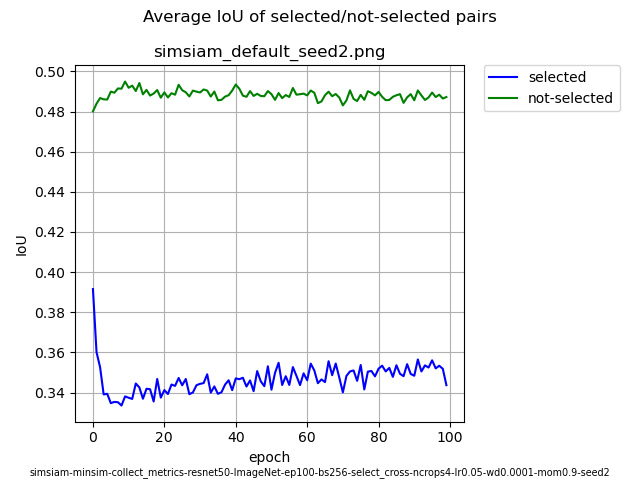 Average IoU of selected/not-selected pairs
simsiam_default_seed2.png
selected
not-selected
0.50
0.48
0.46
0.44
0.42
0.40
0.38
0.36
0.34
IoU
0 20 40 60 80 100
epoch
simsiam-minsim-collect_metrics-resnet50-ImageNet-ep100-bs256-select_cross-ncrops4-lr0.05-wd0.0001-mom0.9-seed2